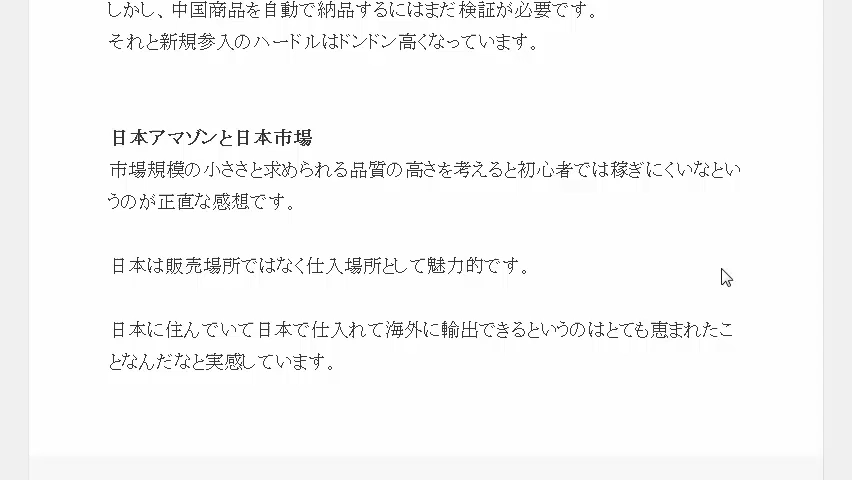 しかし、中国商品を自動で納品するにはまだ検証が必要です。
それと新規参入のハードルはドンドン高くなっています。
日本アマゾンと日本市場
市場規模の小ささと求められる品質の高さを考えると初心者では稼ぎにくいなとい
うのが正直な感想です。
日本は販売場所ではなく仕入場所として魅力的です。
日本に住んでいて日本で仕入れて海外に輸出できるというのはとても恵まれたこ
となんだなと実感しています。